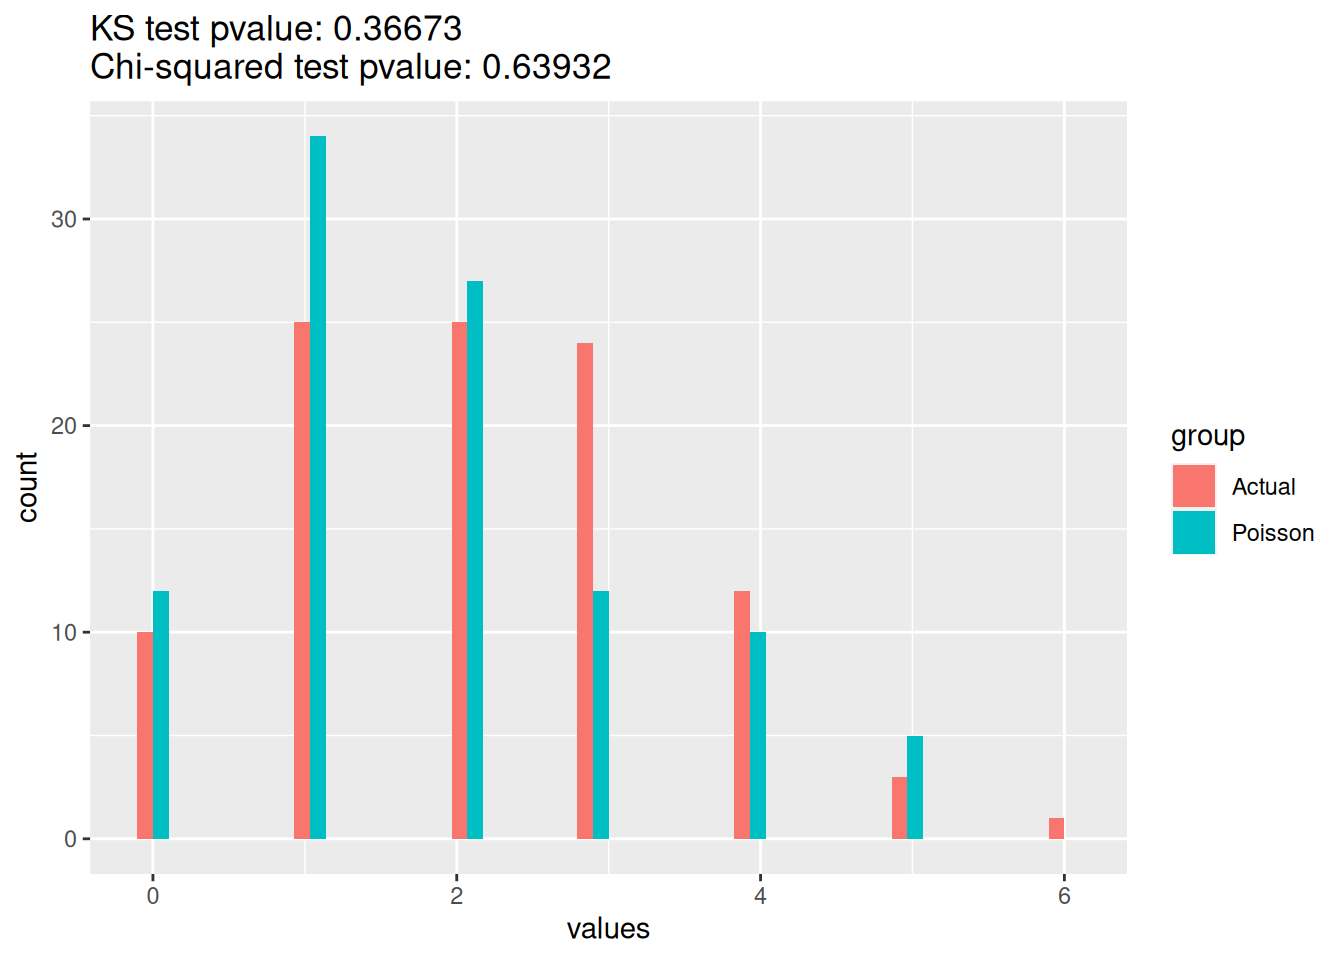 KS test pvalue: 0.36673
Chi-squared test pvalue: 0.63932
30
20
10
0
count
0
2
4
6
values
group
Actual
Poisson